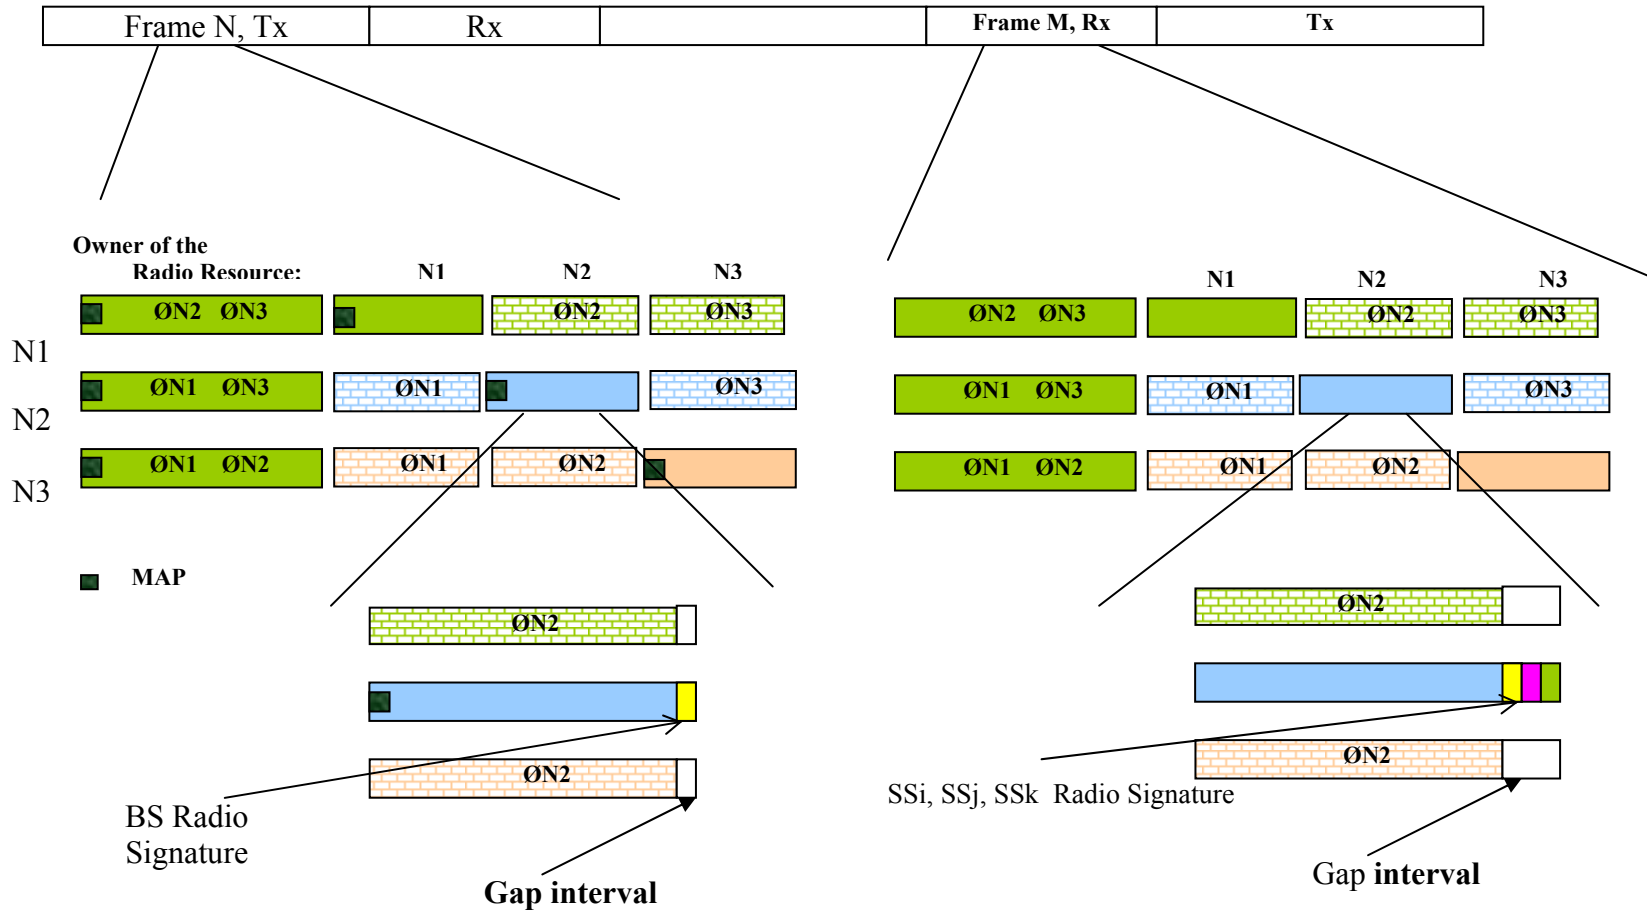 Frame N, Tx
Rx
Frame M, Rx
Tx
Owner of the
Radio Resource:
N1
N2
N3
N1
N2
N3
ØN2 ØN3
ØN2
ØN3
ØN2 ØN3
ØN2
ØN3
N1
ØN1 ØN3
ØN1
ØN3
ØN1 ØN3
ØN1
ØN3
N2
ØN1 ØN2
ØN1
ØN2
ØN1 ØN2
ØN1
ØN2
N3
MAP
ØN2
ØN2
ØN2
ØN2
BS Radio
Signature
SSi, SSj, SSk Radio Signature
Gap interval
Gap interval